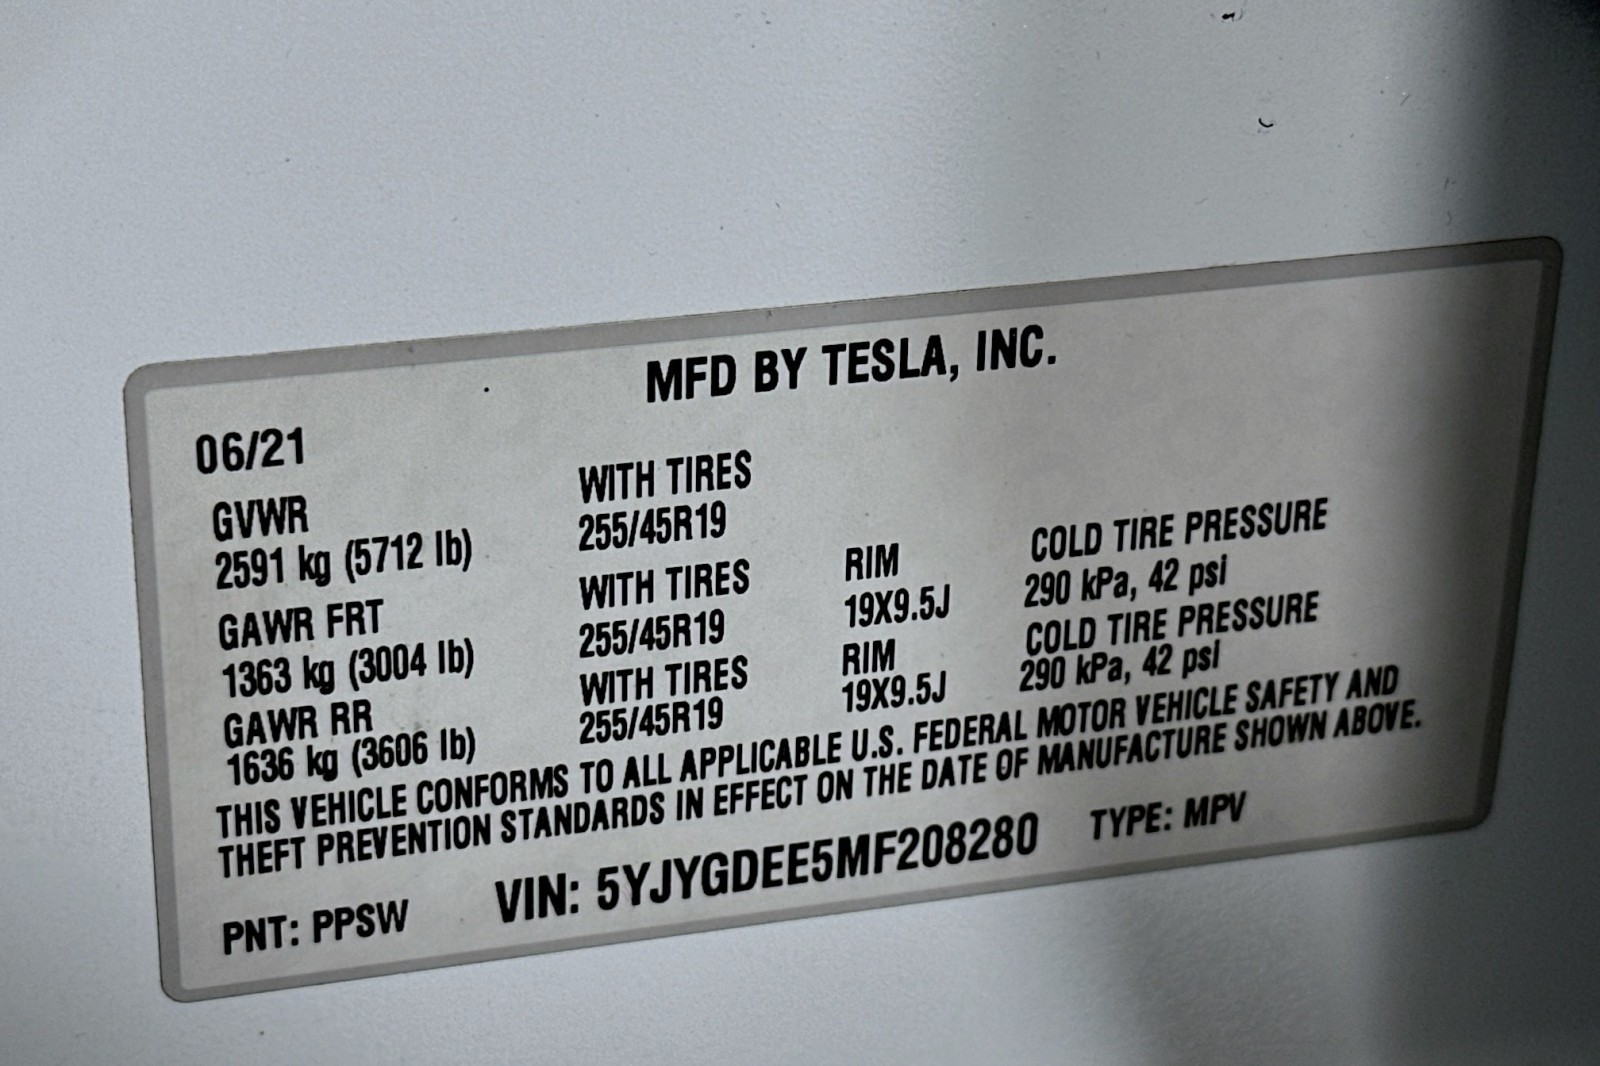 MFD BY TESLA, INC.
06/21
GVWR WITH TIRES
2591 kg (5712 lb) 255/45R19
GAWR FRT WITH TIRES RIM COLD TIRE PRESSURE
1363 kg (3004 lb) 255/45R19 19X9.5J 290 kPa, 42 psi
GAWR RR WITH TIRES RIM COLD TIRE PRESSURE
1636 kg (3606 lb) 255/45R19 19X9.5J 290 kPa, 42 psi
THIS VEHICLE CONFORMS TO ALL APPLICABLE U.S. FEDERAL MOTOR VEHICLE SAFETY AND
THEFT PREVENTION STANDARDS IN EFFECT ON THE DATE OF MANUFACTURE SHOWN ABOVE.
PNT: PPSW VIN: 5YJYGDEE5MF208280 TYPE: MPV